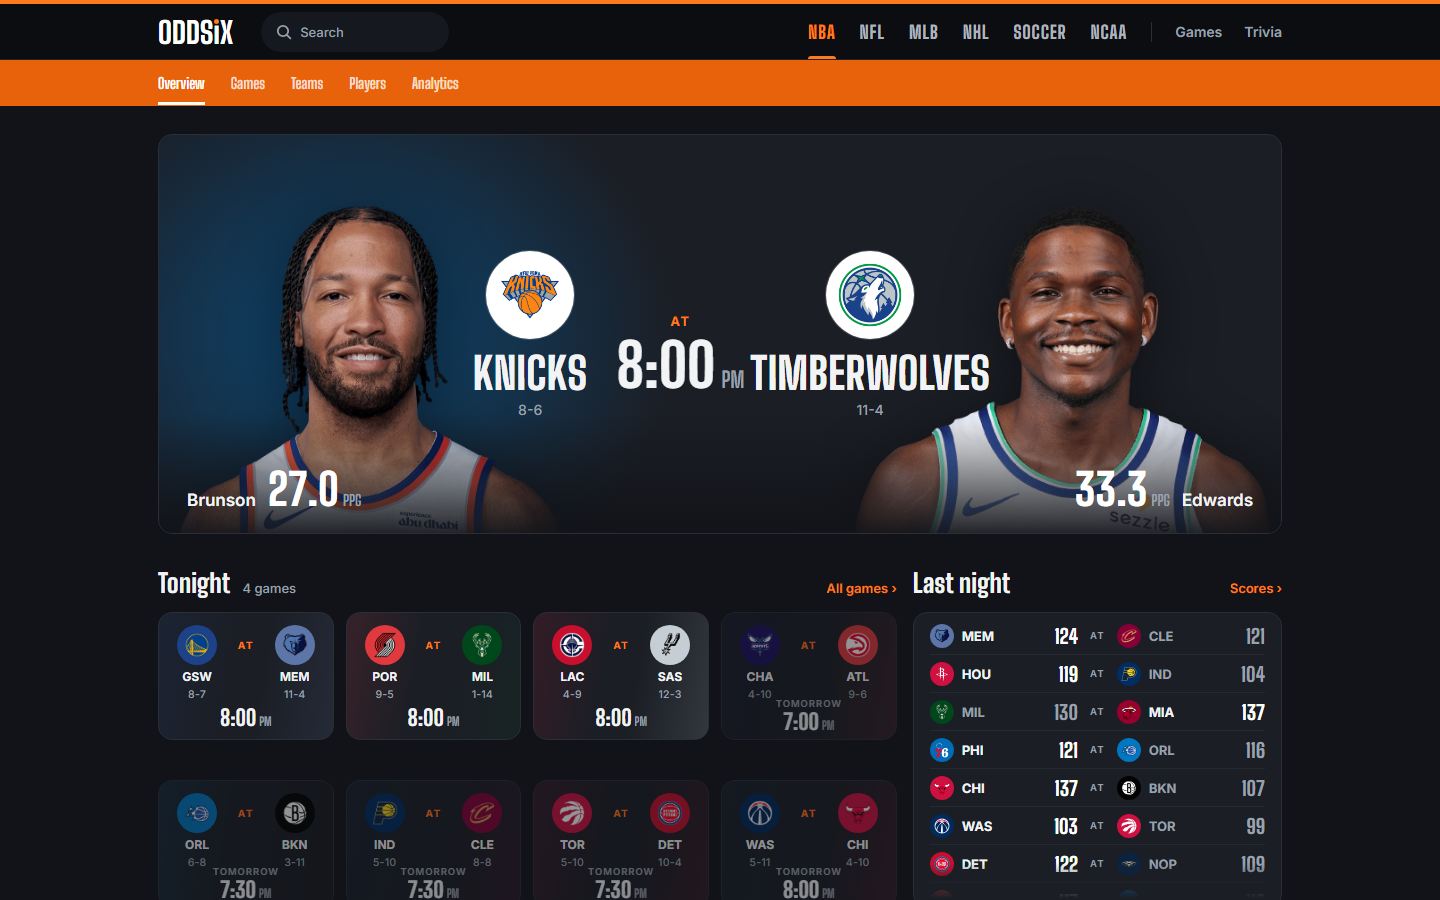 ODDSiX
Search
NBA NFL MLB NHL SOCCER NCAA Games Trivia
Overview Games Teams Players Analytics
KNICKS
8-6
AT
8:00 PM
TIMBERWOLVES
11-4
Brunson 27.0 PPG
experience
abu dhabi
33.3 PPG Edwards
sezzle
Tonight 4 games All games ›
AT
GSW MEM
8-7 11-4
8:00 PM
AT
POR MIL
9-5 1-14
8:00 PM
AT
LAC SAS
4-9 12-3
8:00 PM
AT
CHA ATL
4-10 9-6
TOMORROW
7:00 PM
AT
ORL BKN
6-8 3-11
TOMORROW
7:30 PM
AT
IND CLE
5-10 8-8
TOMORROW
7:30 PM
AT
TOR DET
5-10 10-4
TOMORROW
7:30 PM
AT
WAS CHI
5-11 4-10
TOMORROW
8:00 PM
Last night Scores ›
MEM 124 AT CLE 121
HOU 119 AT IND 104
MIL 130 AT MIA 137
PHI 121 AT ORL 116
CHI 137 AT BKN 107
WAS 103 AT TOR 99
DET 122 AT NOP 109